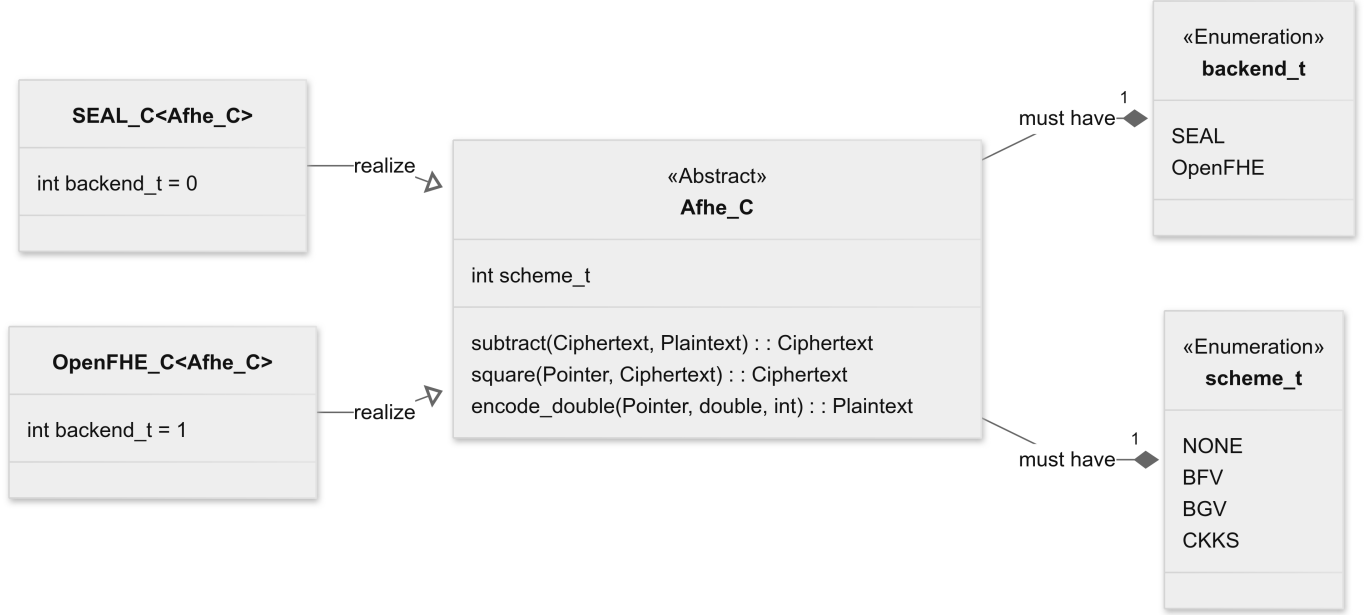 SEAL_C<Afhe_C>
int backend_t = 0
realize
OpenFHE_C<Afhe_C>
int backend_t = 1
realize
«Abstract»
Afhe_C
int scheme_t
subtract(Ciphertext, Plaintext) : : Ciphertext
square(Pointer, Ciphertext) : : Ciphertext
encode_double(Pointer, double, int) : : Plaintext
must have
1
«Enumeration»
backend_t
SEAL
OpenFHE
must have
1
«Enumeration»
scheme_t
NONE
BFV
BGV
CKKS